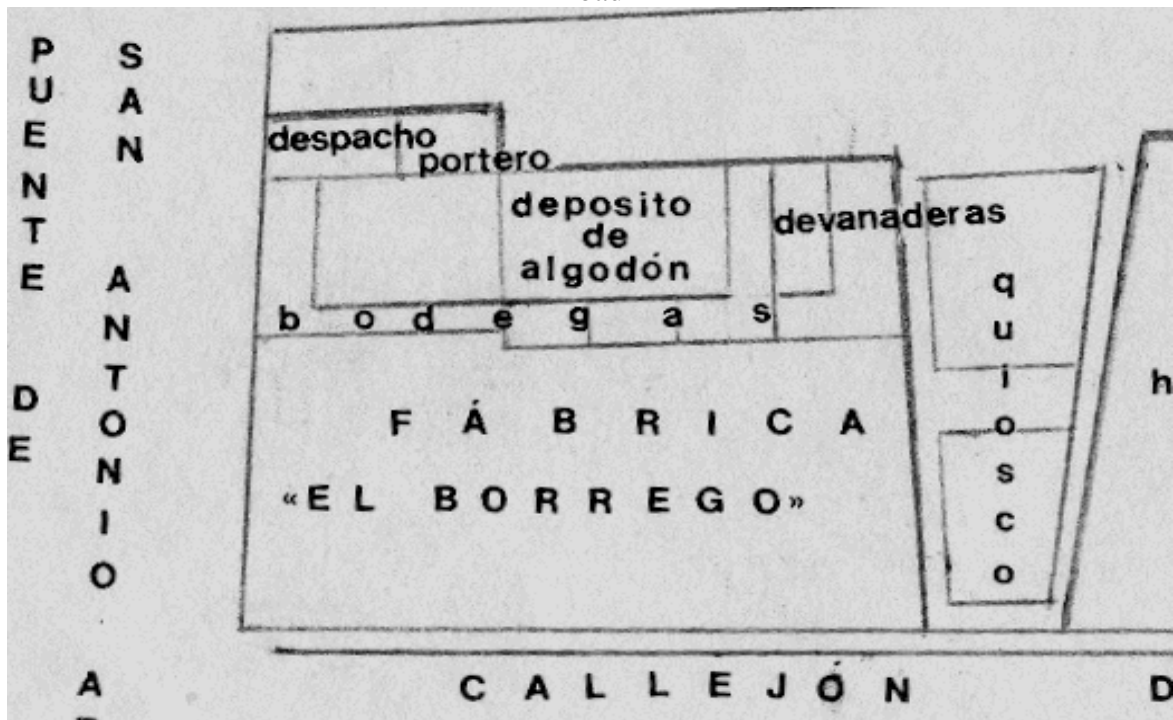 PUENTE DE
SAN ANTONIO
despacho
portero
deposito
de
algodón
devanaderas
bodegas
quiosco
FÁBRICA
«EL BORREGO»
h
A
CALLEJÓN D